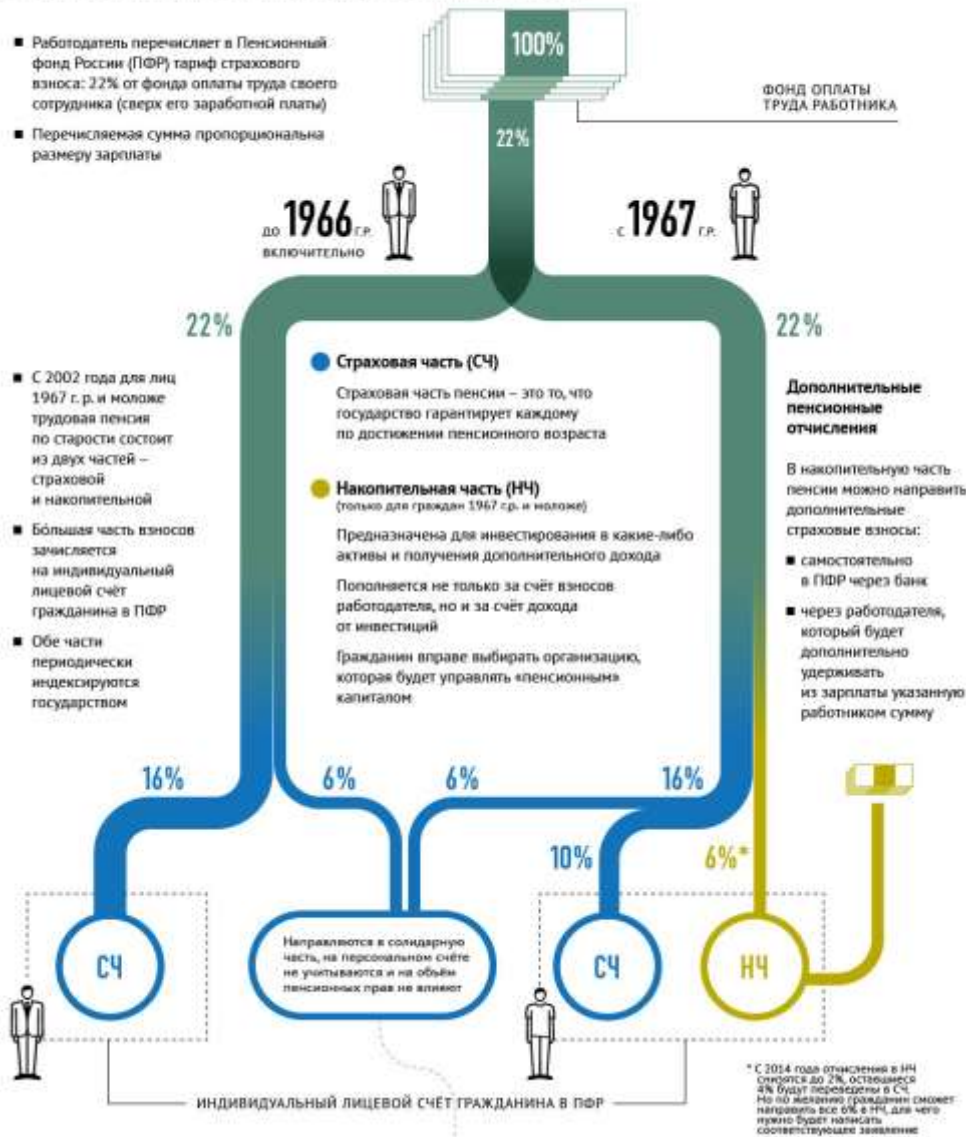 ■ Работодатель перечисляет в Пенсионный
фонд России (ПФР) тариф страхового
взноса: 22% от фонда оплаты труда своего
сотрудника (сверх его заработной платы)
■ Перечисляемая сумма пропорциональна
размеру зарплаты
100%
ФОНД ОПЛАТЫ
ТРУДА РАБОТНИКА
22%
ДО 1966 Г.Р.
ВКЛЮЧИТЕЛЬНО
С 1967 Г.Р.
22%
22%
■ С 2002 года для лиц
1967 г. р. и моложе
трудовая пенсия
по старости состоит
из двух частей –
страховой
и накопительной
■ Бо́льшая часть взносов
зачисляется
на индивидуальный
лицевой счёт
гражданина в ПФР
■ Обе части
периодически
индексируются
государством
Страховая часть (СЧ)
Страховая часть пенсии – это то, что
государство гарантирует каждому
по достижении пенсионного возраста
Накопительная часть (НЧ)
(только для граждан 1967 г.р. и моложе)
Предназначена для инвестирования в какие-либо
активы и получения дополнительного дохода
Пополняется не только за счёт взносов
работодателя, но и за счёт дохода
от инвестиций
Гражданин вправе выбирать организацию,
которая будет управлять «пенсионным»
капиталом
Дополнительные
пенсионные
отчисления
В накопительную часть
пенсии можно направить
дополнительные
страховые взносы:
■ самостоятельно
в ПФР через банк
■ через работодателя,
который будет
дополнительно
удерживать
из зарплаты указанную
работником сумму
16%
6%
6%
16%
10%
6%*
СЧ
Направляются в солидарную
часть, на персональном счёте
не учитываются и на объём
пенсионных прав не влияют
СЧ
НЧ
ИНДИВИДУАЛЬНЫЙ ЛИЦЕВОЙ СЧЁТ ГРАЖДАНИНА В ПФР
* С 2014 года отчисления в НЧ
снизятся до 2%, оставшиеся
4% будут переведены в СЧ.
Но по желанию гражданин сможет
направить все 6% в НЧ, для чего
нужно будет написать
соответствующее заявление